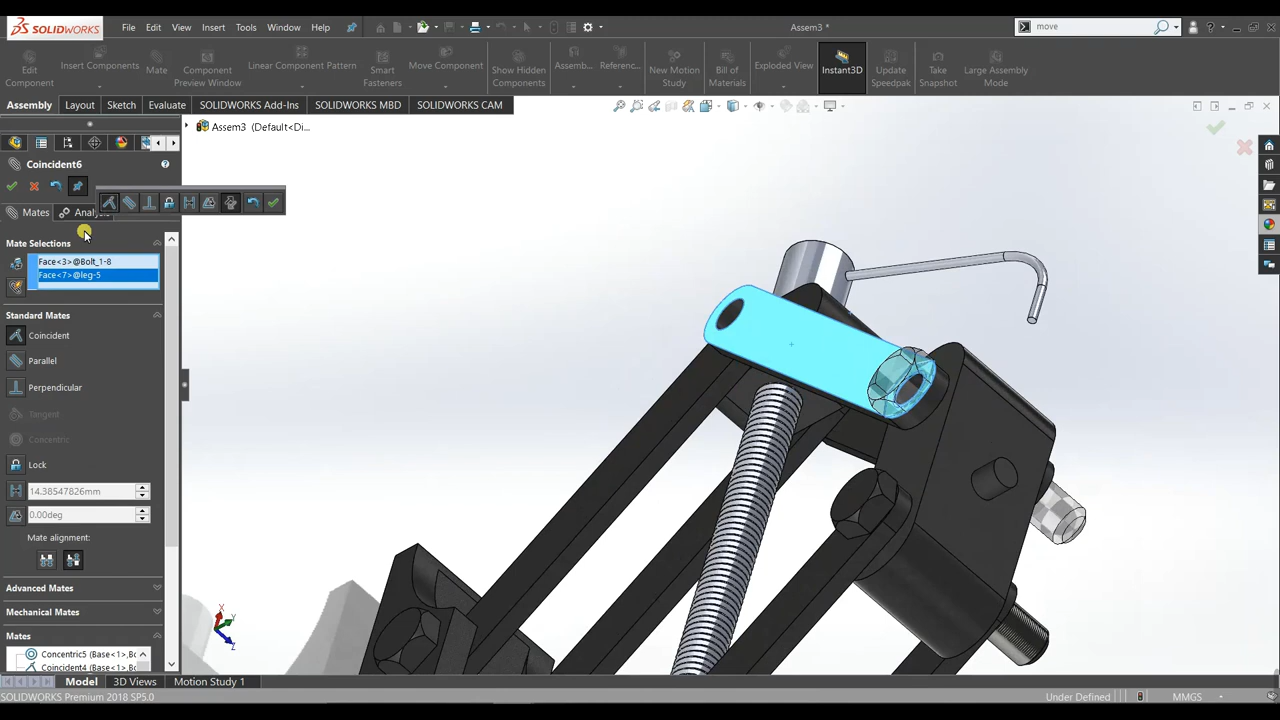 SOLIDWORKS File Edit View Insert Tools Window Help Assem3 * move
Edit Component Insert Components Mate Component Preview Window Linear Component Pattern Smart Fasteners Move Component Show Hidden Components Assemb... Referenc... New Motion Study Bill of Materials Exploded View Instant3D Update Speedpak Take Snapshot Large Assembly Mode
Assembly Layout Sketch Evaluate SOLIDWORKS Add-Ins SOLIDWORKS MBD SOLIDWORKS CAM
Assem3 (Default<Di...
Coincident6
Mates
Mate Selections
Face<3>@Bolt_1-8
Face<7>@leg-5
Standard Mates
Coincident
Parallel
Perpendicular
Tangent
Concentric
Lock
14.38547826mm
0.00deg
Mate alignment:
Advanced Mates
Mechanical Mates
Mates
Concentric5 (Base<1>,Bo
Coincident4 (Base<1>,B
X Y Z
Model 3D Views Motion Study 1
SOLIDWORKS Premium 2018 SP5.0 Under Defined MMGS